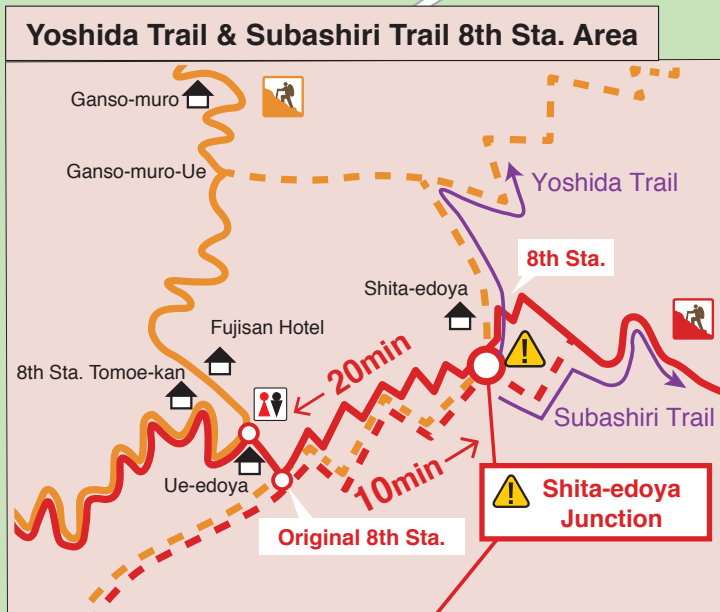 Yoshida Trail & Subashiri Trail 8th Sta. Area
Ganso-muro
Ganso-muro-Ue
Yoshida Trail
8th Sta.
Shita-edoya
Fujisan Hotel
20min
8th Sta. Tomoe-kan
Subashiri Trail
10min
Ue-edoya
Shita-edoya
Junction
Original 8th Sta.